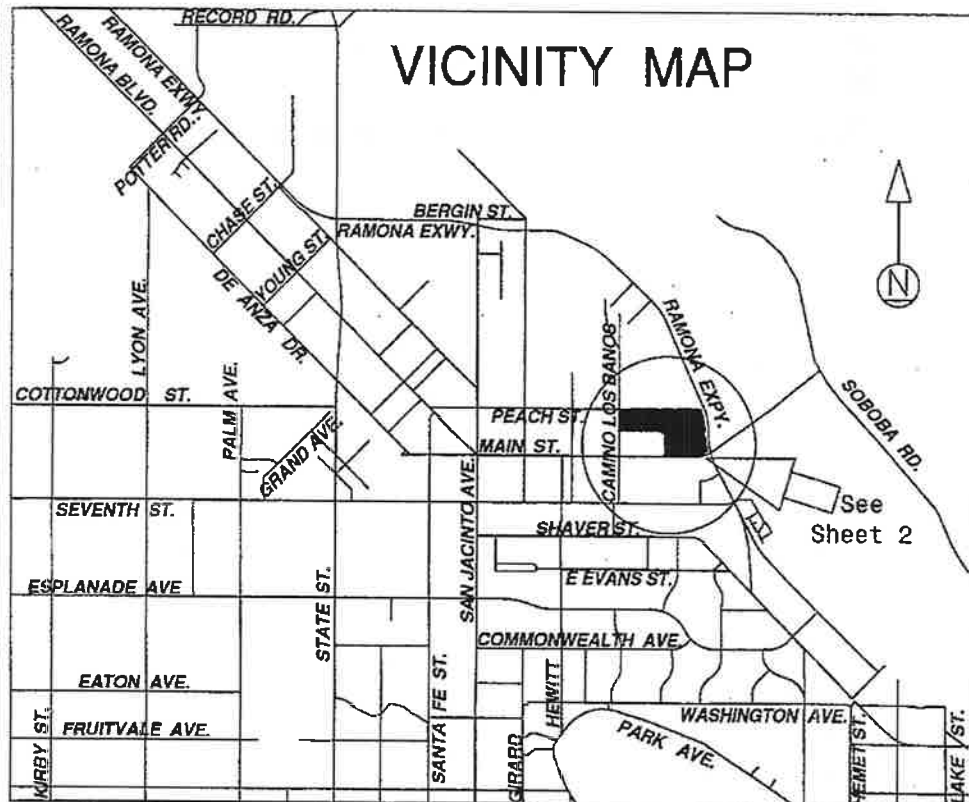 RECORD RD.
VICINITY MAP
RAMONA EXWY.
RAMONA BLVD.
POTTER RD.
CHASE ST.
YOUNG ST.
DE ANZA DR.
BERGIN ST.
RAMONA EXWY.
N
LYON AVE.
RAMONA EXPY.
SOBOBA RD.
CAMINO LOS BANOS
COTTONWOOD ST.
PALM AVE.
GRAND AVE.
PEACH ST.
MAIN ST.
SEVENTH ST.
SHAVER ST.
See
Sheet 2
SAN JACINTO AVE.
E EVANS ST.
ESPLANADE AVE
STATE ST.
COMMONWEALTH AVE.
EATON AVE.
SANTA FE ST.
HEWITT
WASHINGTON AVE.
KIRBY ST.
FRUITVALE AVE.
GIRARD
PARK AVE.
HEMET ST.
LAKE ST.